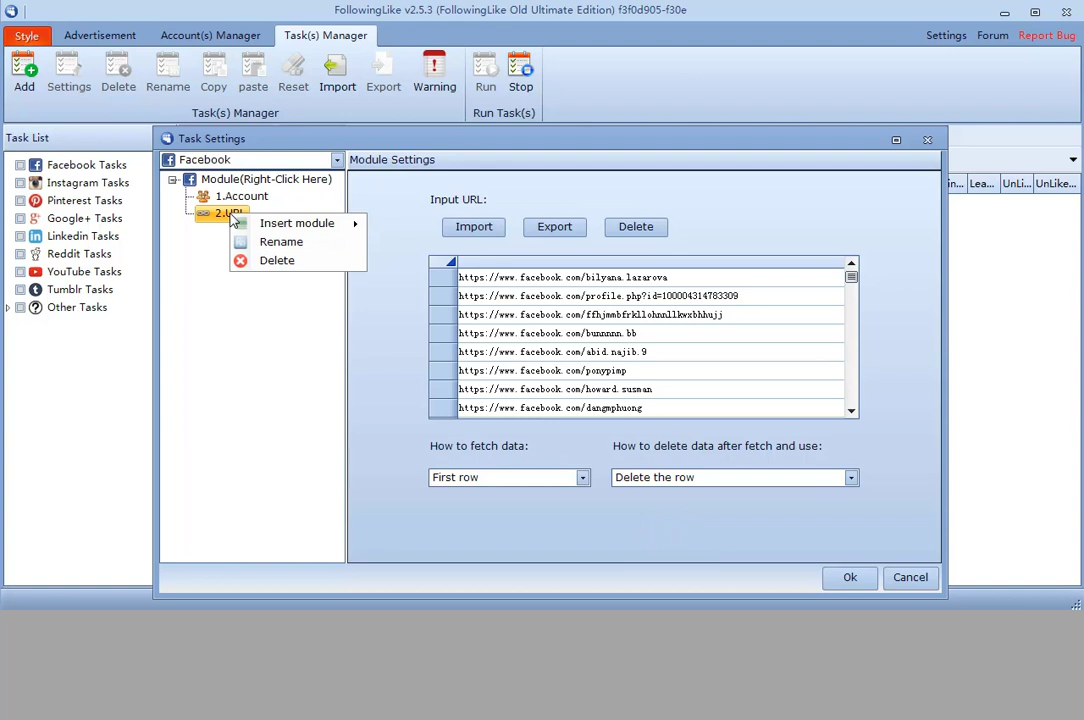 FollowingLike v2.5.3 (FollowingLike Old Ultimate Edition) f3f0d905-f30e
Style Advertisement Account(s) Manager Task(s) Manager Settings Forum Report Bug
Add Settings Delete Rename Copy paste Reset Import Export Warning Run Stop
Task(s) Manager Run Task(s)
Task List
Task Settings
Facebook Module Settings
Facebook Tasks
Instagram Tasks
Pinterest Tasks
Google+ Tasks
Linkedin Tasks
Reddit Tasks
YouTube Tasks
Tumblr Tasks
Other Tasks
Module(Right-Click Here)
1.Account
2.URL
Insert module
Rename
Delete
Input URL:
Import Export Delete
https://www.facebook.com/bilyana.lazarova
https://www.facebook.com/profile.php?id=100004314783309
https://www.facebook.com/ffhjmmbfrkllohnnllkwxbhhujj
https://www.facebook.com/bunnnnn.bb
https://www.facebook.com/abid.najib.9
https://www.facebook.com/ponypimp
https://www.facebook.com/howard.susman
https://www.facebook.com/dangmphuong
How to fetch data: How to delete data after fetch and use:
First row Delete the row
Ok Cancel
in... Lea... UnLi... UnLike...